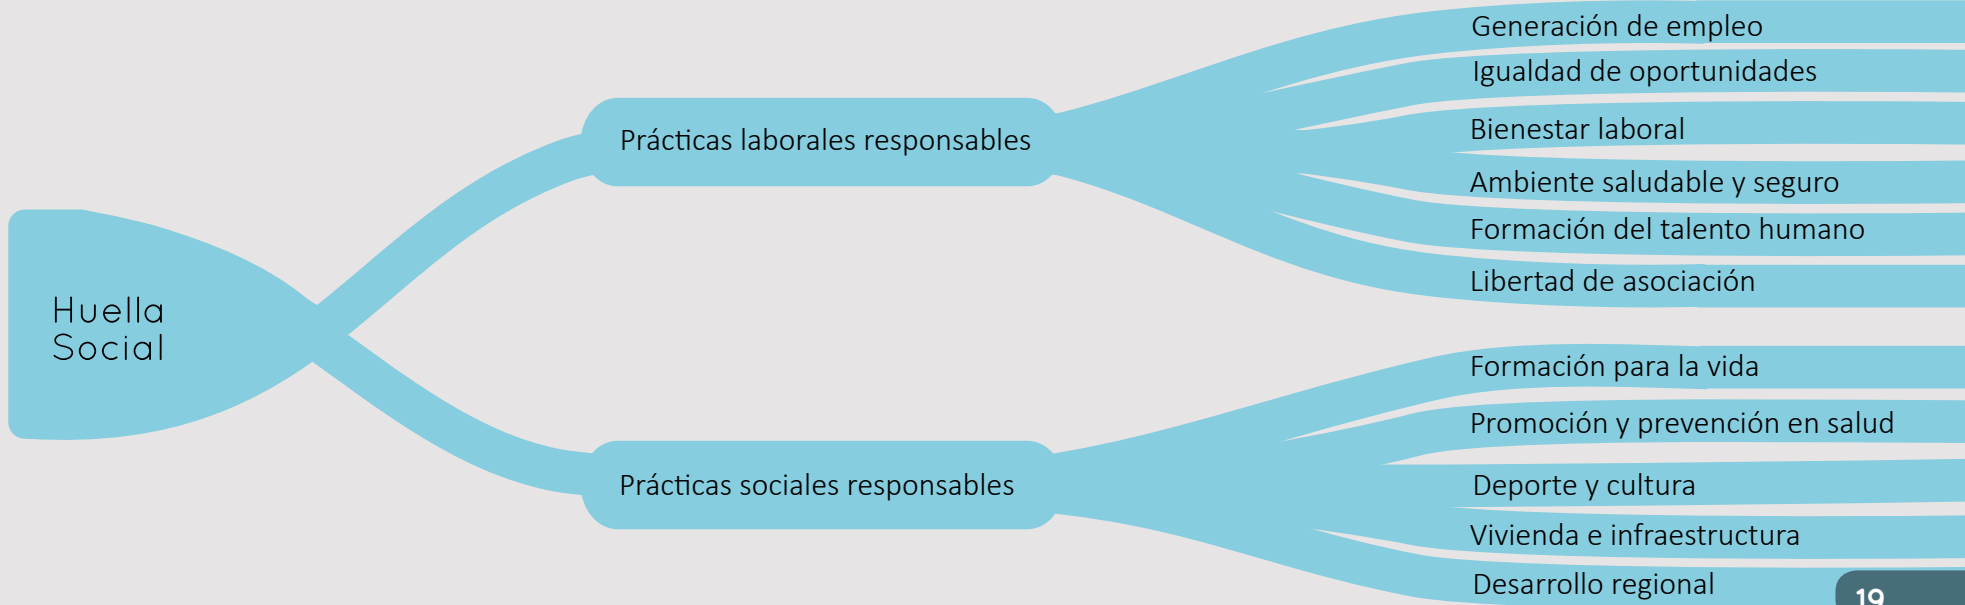 Huella
Social
Prácticas laborales responsables
Generación de empleo
Igualdad de oportunidades
Bienestar laboral
Ambiente saludable y seguro
Formación del talento humano
Libertad de asociación
Prácticas sociales responsables
Formación para la vida
Promoción y prevención en salud
Deporte y cultura
Vivienda e infraestructura
Desarrollo regional
19